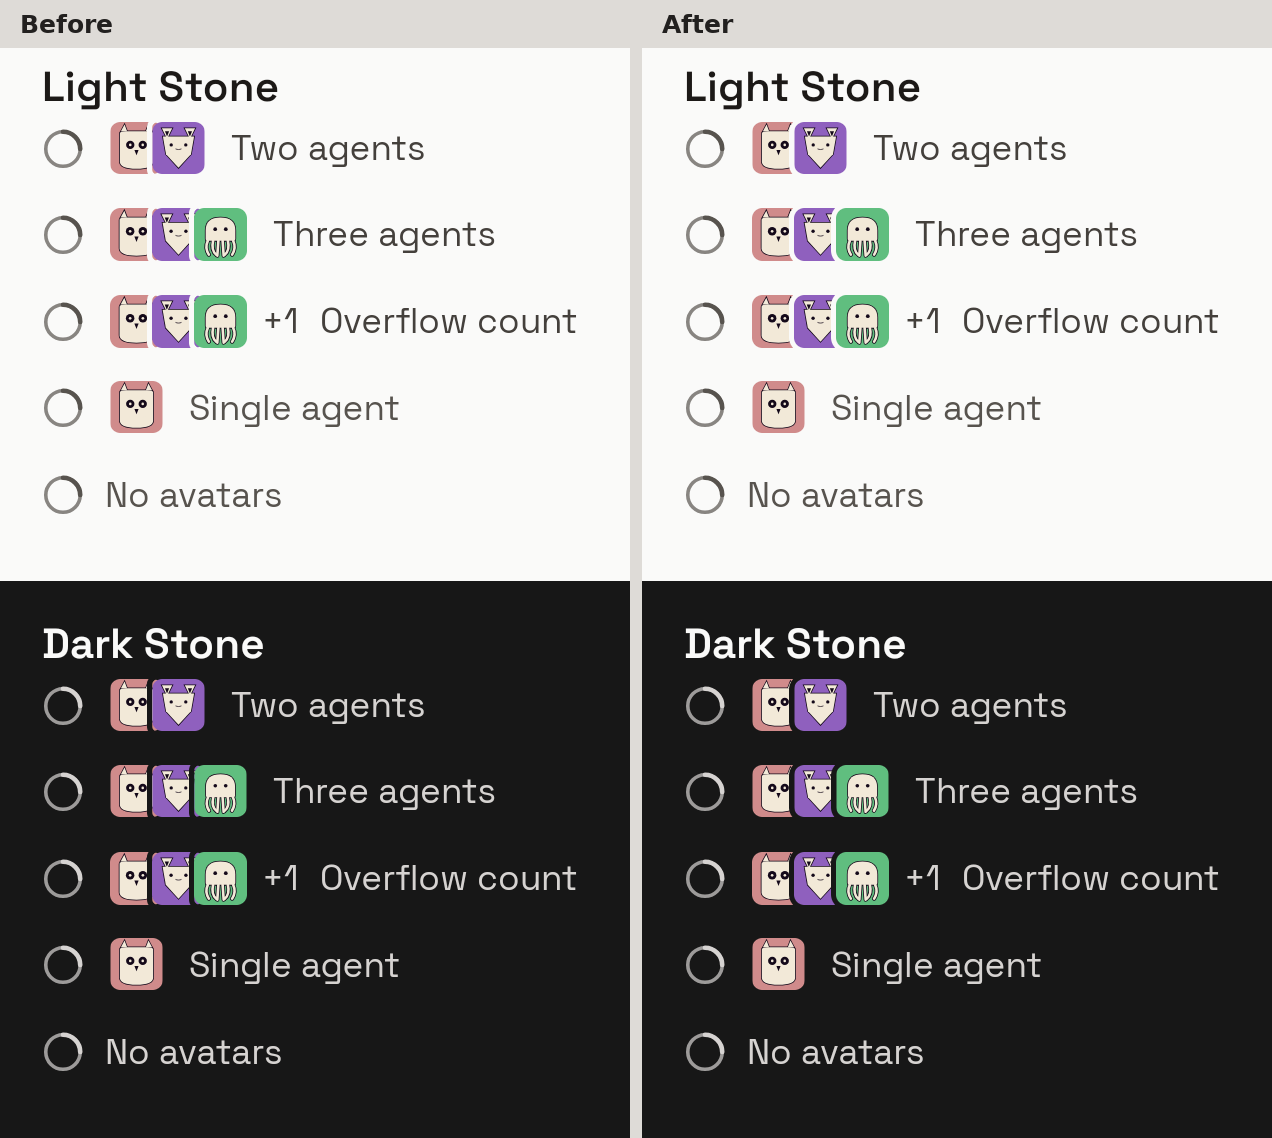 Before
Light Stone
Two agents
Three agents
+1 Overflow count
Single agent
No avatars
Dark Stone
Two agents
Three agents
+1 Overflow count
Single agent
No avatars
After
Light Stone
Two agents
Three agents
+1 Overflow count
Single agent
No avatars
Dark Stone
Two agents
Three agents
+1 Overflow count
Single agent
No avatars